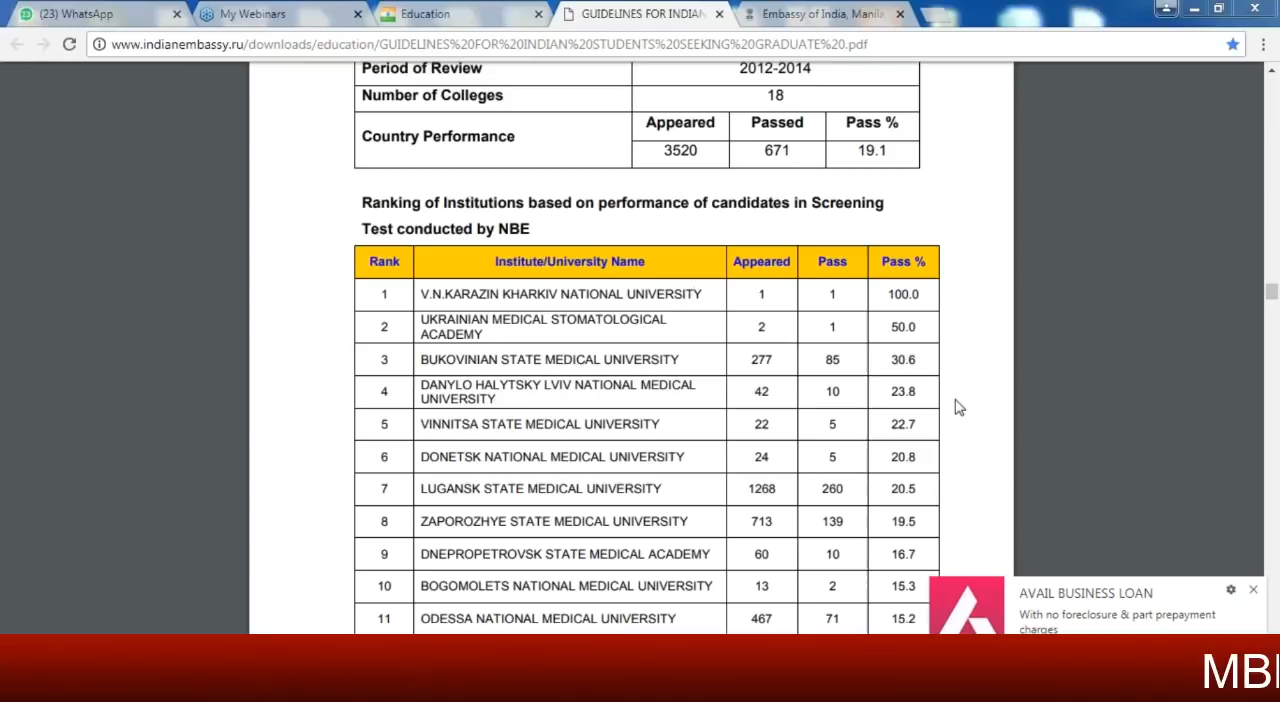 (23) WhatsApp
My Webinars
Education
GUIDELINES FOR INDIAN
Embassy of India, Manila
www.indianembassy.ru/downloads/education/GUIDELINES%20FOR%20INDIAN%20STUDENTS%20SEEKING%20GRADUATE%20.pdf
Period of Review 2012-2014
Number of Colleges 18
Country Performance Appeared Passed Pass %
3520 671 19.1
Ranking of Institutions based on performance of candidates in Screening
Test conducted by NBE
Rank Institute/University Name Appeared Pass Pass %
1 V.N.KARAZIN KHARKIV NATIONAL UNIVERSITY 1 1 100.0
2 UKRAINIAN MEDICAL STOMATOLOGICAL
ACADEMY 2 1 50.0
3 BUKOVINIAN STATE MEDICAL UNIVERSITY 277 85 30.6
4 DANYLO HALYTSKY LVIV NATIONAL MEDICAL
UNIVERSITY 42 10 23.8
5 VINNITSA STATE MEDICAL UNIVERSITY 22 5 22.7
6 DONETSK NATIONAL MEDICAL UNIVERSITY 24 5 20.8
7 LUGANSK STATE MEDICAL UNIVERSITY 1268 260 20.5
8 ZAPOROZHYE STATE MEDICAL UNIVERSITY 713 139 19.5
9 DNEPROPETROVSK STATE MEDICAL ACADEMY 60 10 16.7
10 BOGOMOLETS NATIONAL MEDICAL UNIVERSITY 13 2 15.3
11 ODESSA NATIONAL MEDICAL UNIVERSITY 467 71 15.2
AVAIL BUSINESS LOAN
With no foreclosure & part prepayment
charges
MB